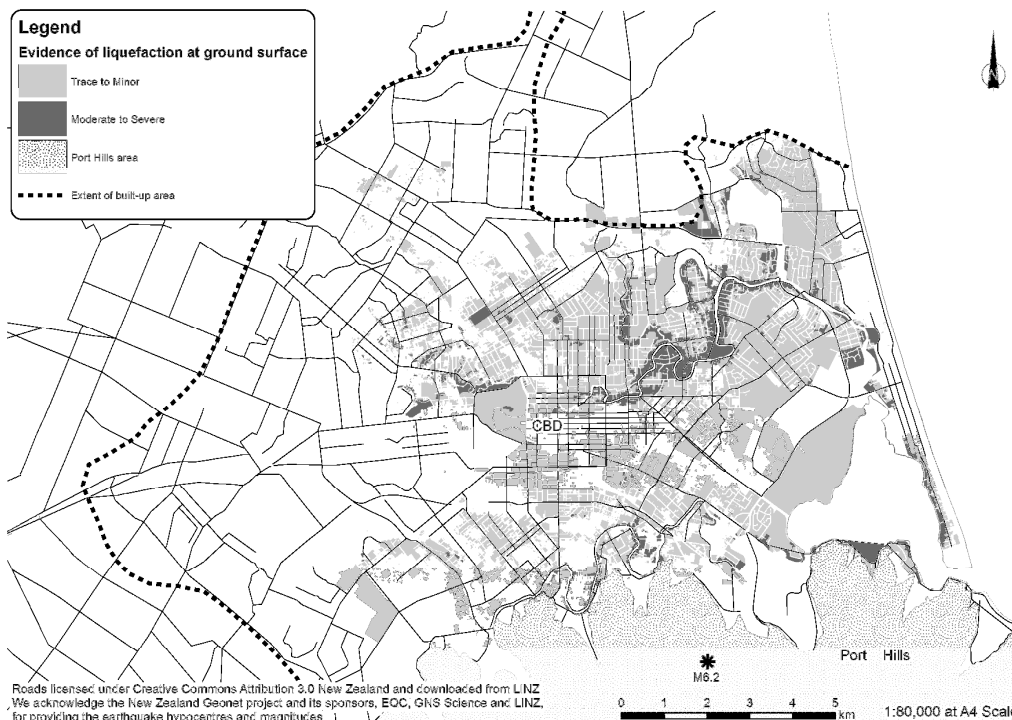 Legend
Evidence of liquefaction at ground surface
Trace to Minor
Moderate to Severe
Port Hills area
Extent of built-up area
N
CBD
Port Hills
M6.2
Roads licensed under Creative Commons Attribution 3.0 New Zealand and downloaded from LINZ
We acknowledge the New Zealand Geonet project and its sponsors, EQC, GNS Science and LINZ,
for providing the earthquake hypocentres and magnitudes
0 1 2 3 4 5
km
1:80,000 at A4 Scale